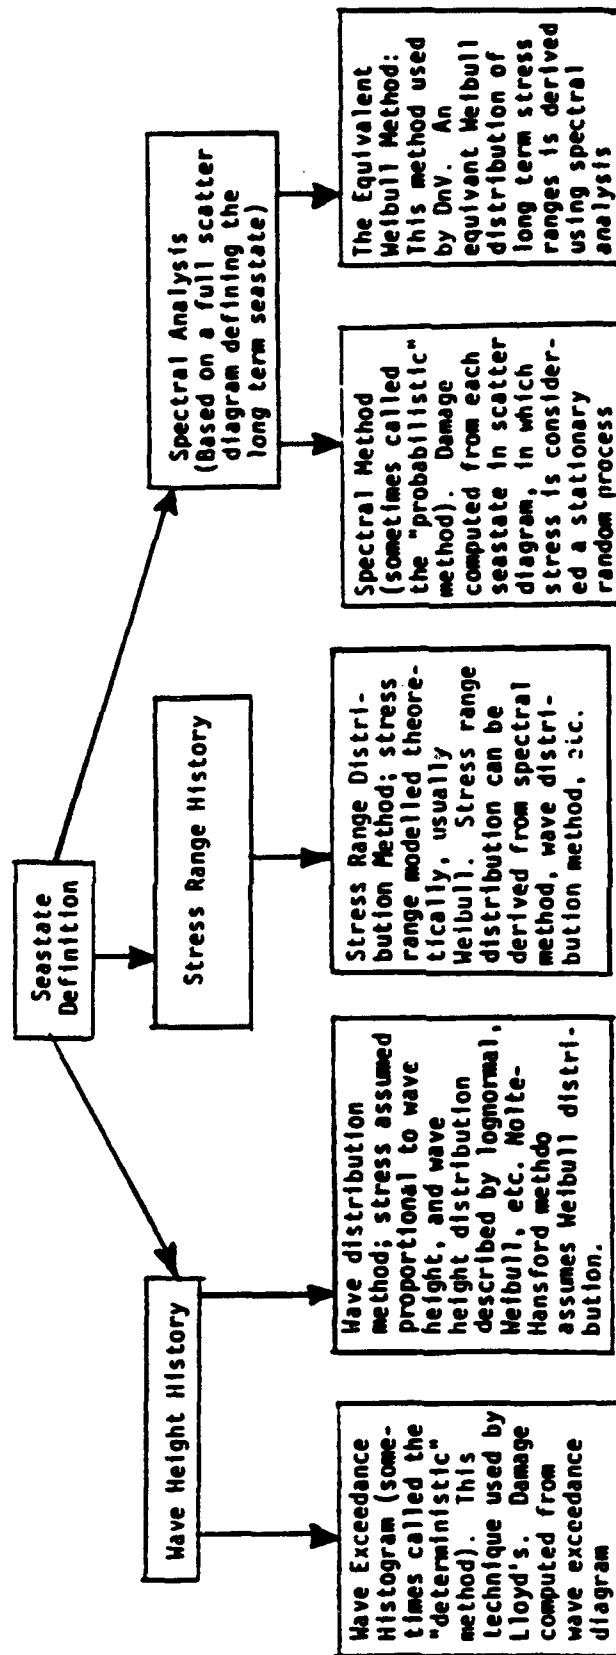 Seastate
Definition
Wave Height History
Stress Range History
Spectral Analysis
(Based on a full scatter
diagram defining the
long term seastate)
Wave Exceedance
Histogram (some-
times called the
"deterministic"
method). This
technique used by
Lloyd's. Damage
computed from
wave exceedance
diagram
Wave distribution
method; stress assumed
proportional to wave
height, and wave
height distribution
described by lognormal,
Weibull, etc. Nolte-
Hansford methdo
assumes Weibull distri-
bution.
Stress Range Distri-
bution Method; stress
range modelled theore-
tically, usually
Weibull. Stress range
distribution can be
derived from spectral
method, wave distri-
bution method, etc.
Spectral Method
(sometimes called
the "probabilistic"
method). Damage
computed from each
seastate in scatter
diagram, in which
stress is consider-
ed a stationary
random process
The Equivalent
Weibull Method:
This method used
by DnV. An
equivant Weibull
distribution of
long term stress
ranges is derived
using spectral
analysis